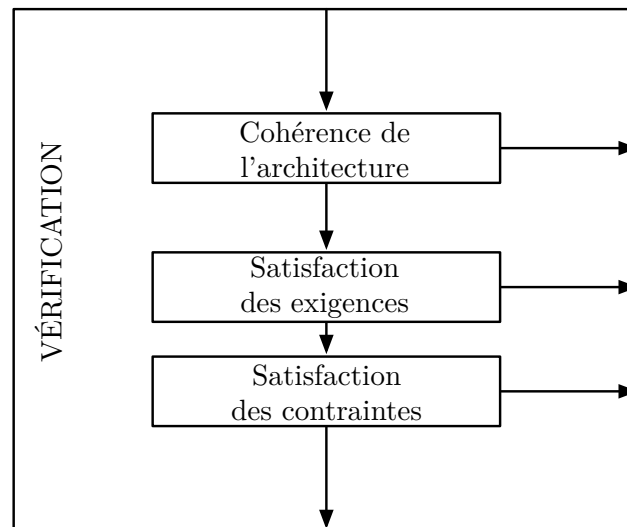 VÉRIFICATION
Cohérence de
l'architecture
Satisfaction
des exigences
Satisfaction
des contraintes